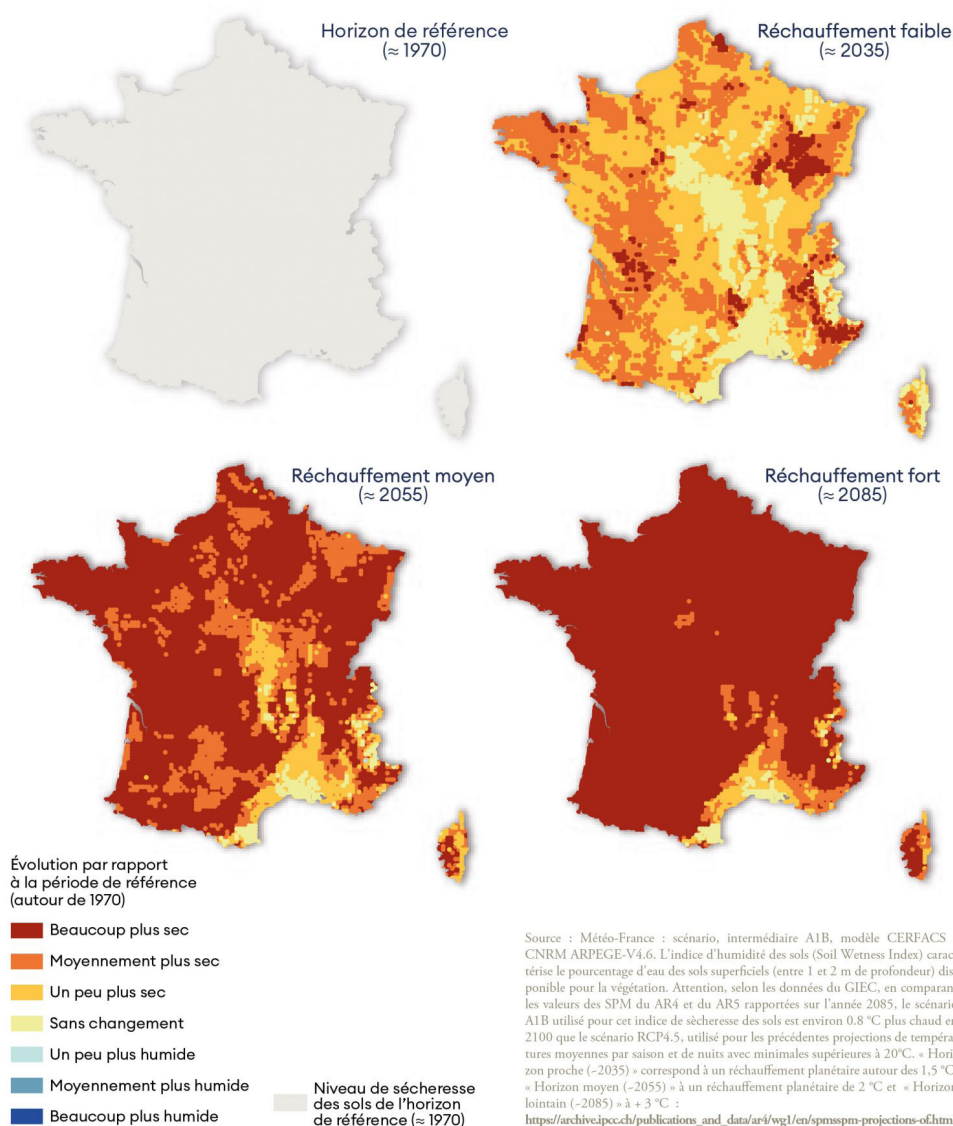 Horizon de référence
(≈ 1970)
Réchauffement faible
(≈ 2035)
Réchauffement moyen
(≈ 2055)
Réchauffement fort
(≈ 2085)
Évolution par rapport
à la période de référence
(autour de 1970)
Beaucoup plus sec
Moyennement plus sec
Un peu plus sec
Sans changement
Un peu plus humide
Moyennement plus humide
Beaucoup plus humide
Niveau de sécheresse
des sols de l'horizon
de référence (≈ 1970)
Source : Météo-France : scénario, intermédiaire A1B, modèle CERFACS
CNRM ARPEGE-V4.6. L'indice d'humidité des sols (Soil Wetness Index) carac-
térise le pourcentage d'eau des sols superficiels (entre 1 et 2 m de profondeur) dis-
ponible pour la végétation. Attention, selon les données du GIEC, en comparant
les valeurs des SPM du AR4 et du AR5 rapportées sur l'année 2085, le scénario
A1B utilisé pour cet indice de sècheresse des sols est environ 0.8 °C plus chaud en
2100 que le scénario RCP4.5, utilisé pour les précédentes projections de tempéra-
tures moyennes par saison et de nuits avec minimales supérieures à 20°C. « Hori-
zon proche (~2035) » correspond à un réchauffement planétaire autour des 1,5 °C
« Horizon moyen (~2055) » à un réchauffement planétaire de 2 °C et « Horizon
lointain (~2085) » à + 3 °C :
https://archive.ipcc.ch/publications_and_data/ar4/wg1/en/spmsspm-projections-of.htm